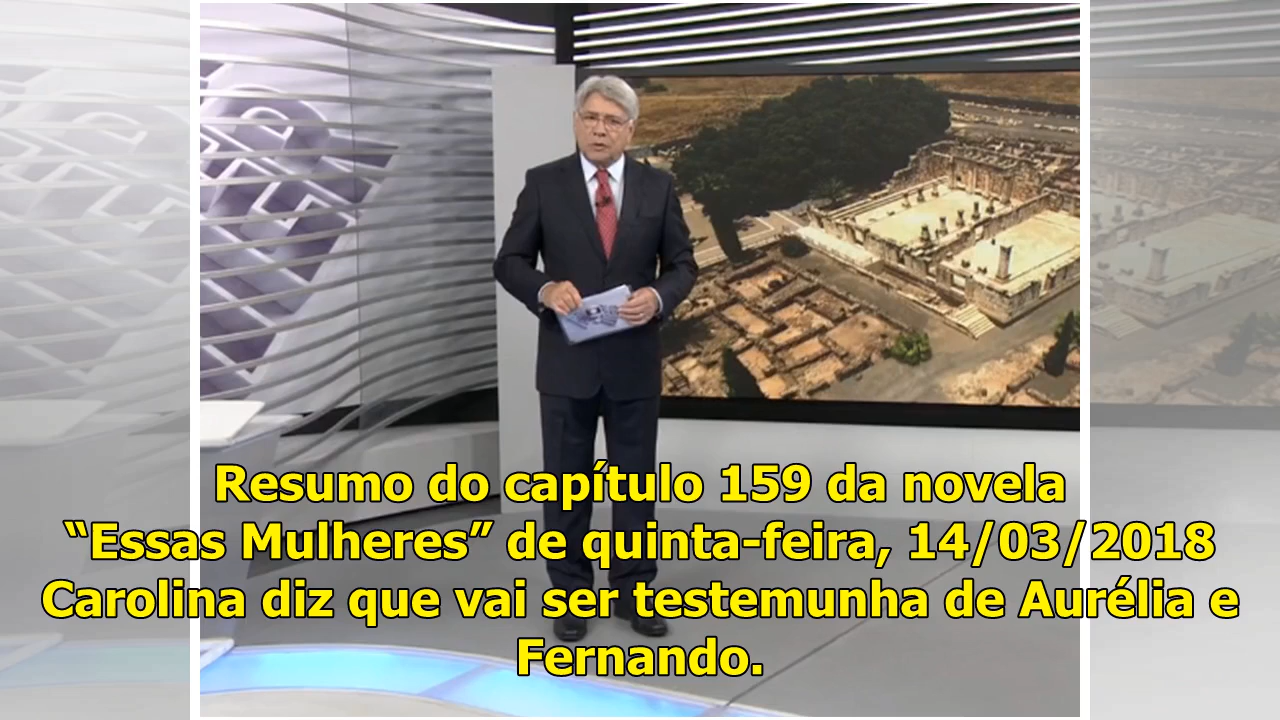 Resumo do capítulo 159 da novela
“Essas Mulheres” de quinta-feira, 14/03/2018
Carolina diz que vai ser testemunha de Aurélia e
Fernando.